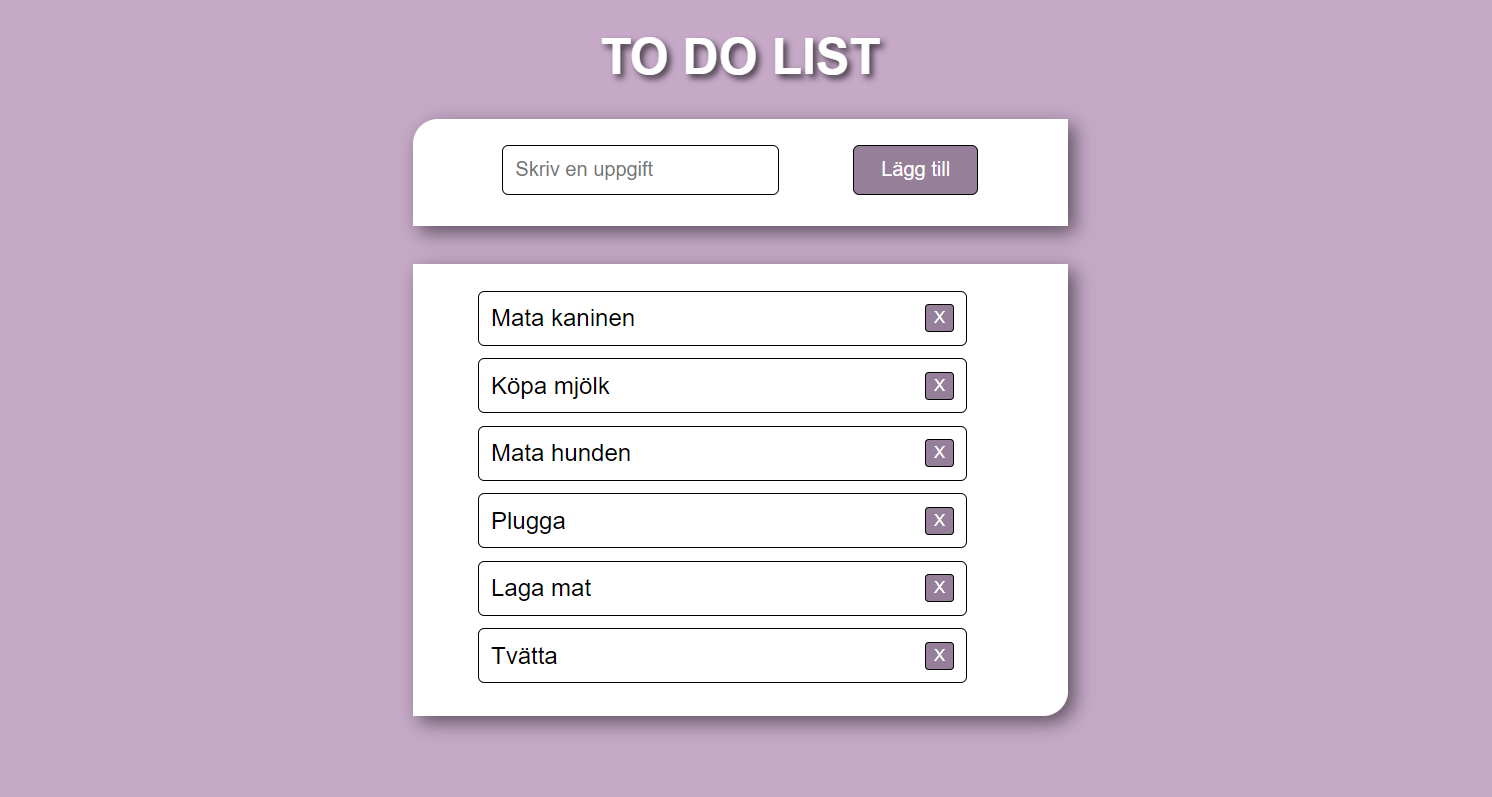 TO DO LIST
Skriv en uppgift
Lägg till
Mata kaninen X
Köpa mjölk X
Mata hunden X
Plugga X
Laga mat X
Tvätta X